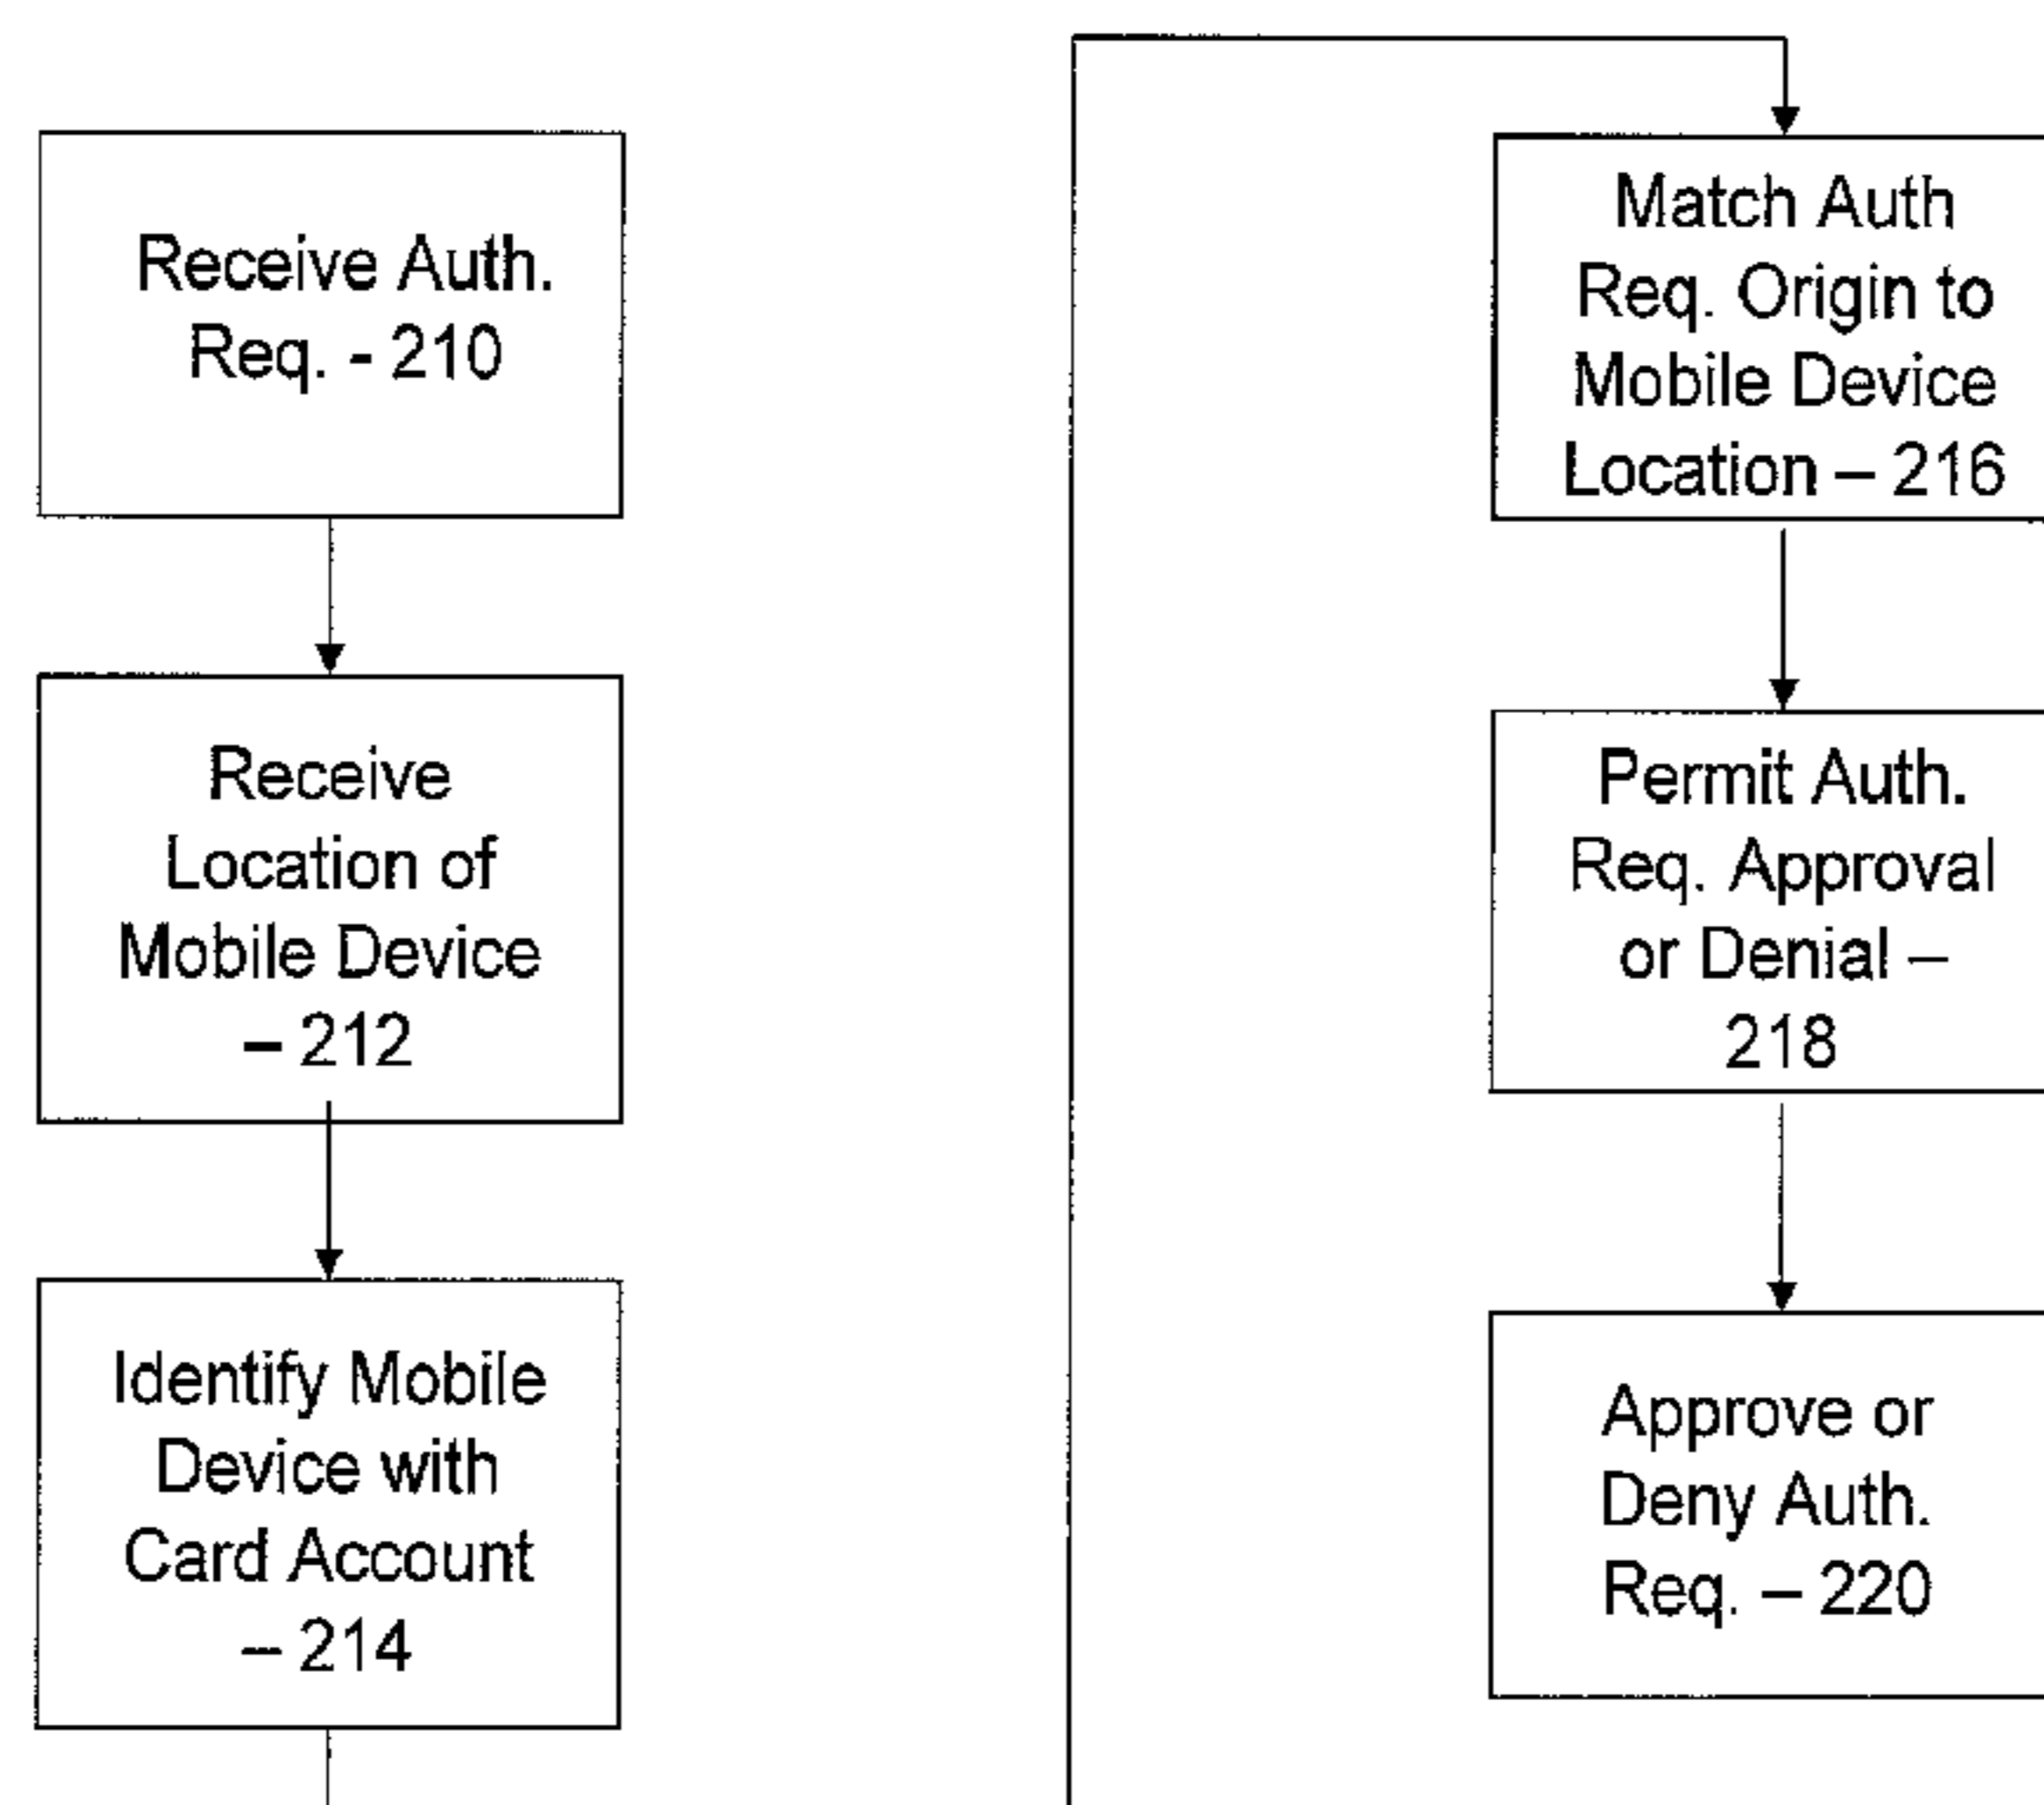 Receive Auth.
Req. - 210
Receive
Location of
Mobile Device
– 212
Identify Mobile
Device with
Card Account
– 214
Match Auth
Req. Origin to
Mobile Device
Location – 216
Permit Auth.
Req. Approval
or Denial –
218
Approve or
Deny Auth.
Req. – 220